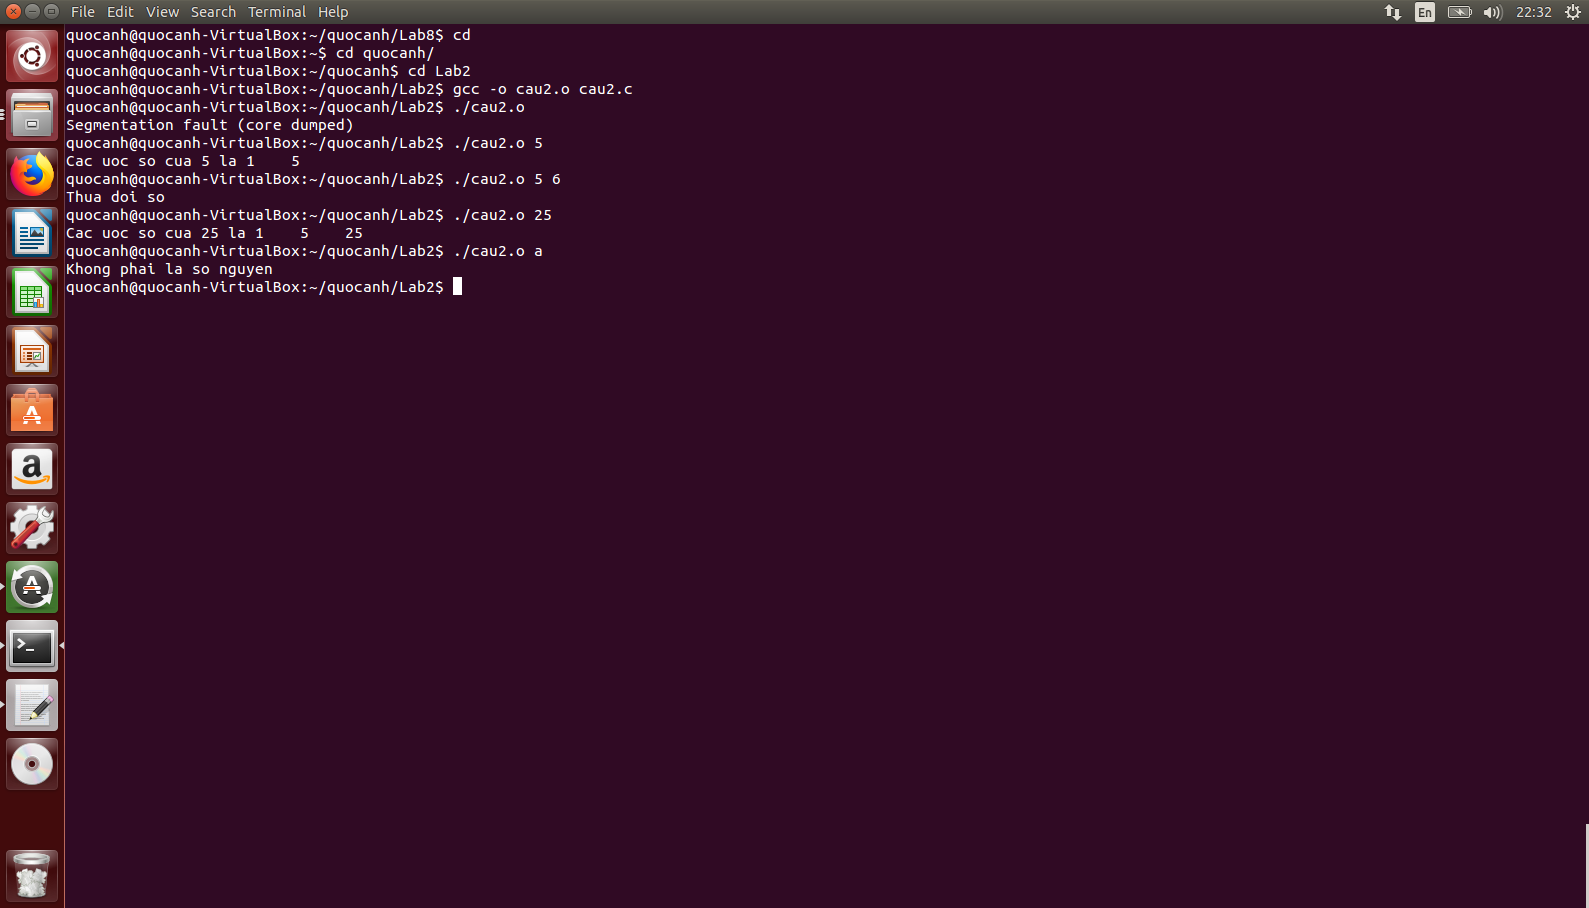 File Edit View Search Terminal Help
En 22:32
quocanh@quocanh-VirtualBox:~/quocanh/Lab8$ cd
quocanh@quocanh-VirtualBox:~$ cd quocanh/
quocanh@quocanh-VirtualBox:~/quocanh$ cd Lab2
quocanh@quocanh-VirtualBox:~/quocanh/Lab2$ gcc -o cau2.o cau2.c
quocanh@quocanh-VirtualBox:~/quocanh/Lab2$ ./cau2.o
Segmentation fault (core dumped)
quocanh@quocanh-VirtualBox:~/quocanh/Lab2$ ./cau2.o 5
Cac uoc so cua 5 la 1    5
quocanh@quocanh-VirtualBox:~/quocanh/Lab2$ ./cau2.o 5 6
Thua doi so
quocanh@quocanh-VirtualBox:~/quocanh/Lab2$ ./cau2.o 25
Cac uoc so cua 25 la 1    5    25
quocanh@quocanh-VirtualBox:~/quocanh/Lab2$ ./cau2.o a
Khong phai la so nguyen
quocanh@quocanh-VirtualBox:~/quocanh/Lab2$